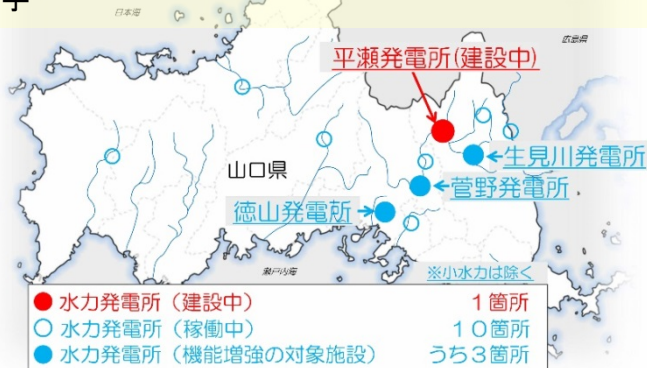 日本海
広島県
平瀬発電所(建設中)
生見川発電所
山口県
菅野発電所
徳山発電所
瀬戸内海
※小水力は除く
水力発電所（建設中） 1箇所
水力発電所（稼働中） 10箇所
水力発電所（機能増強の対象施設） うち3箇所